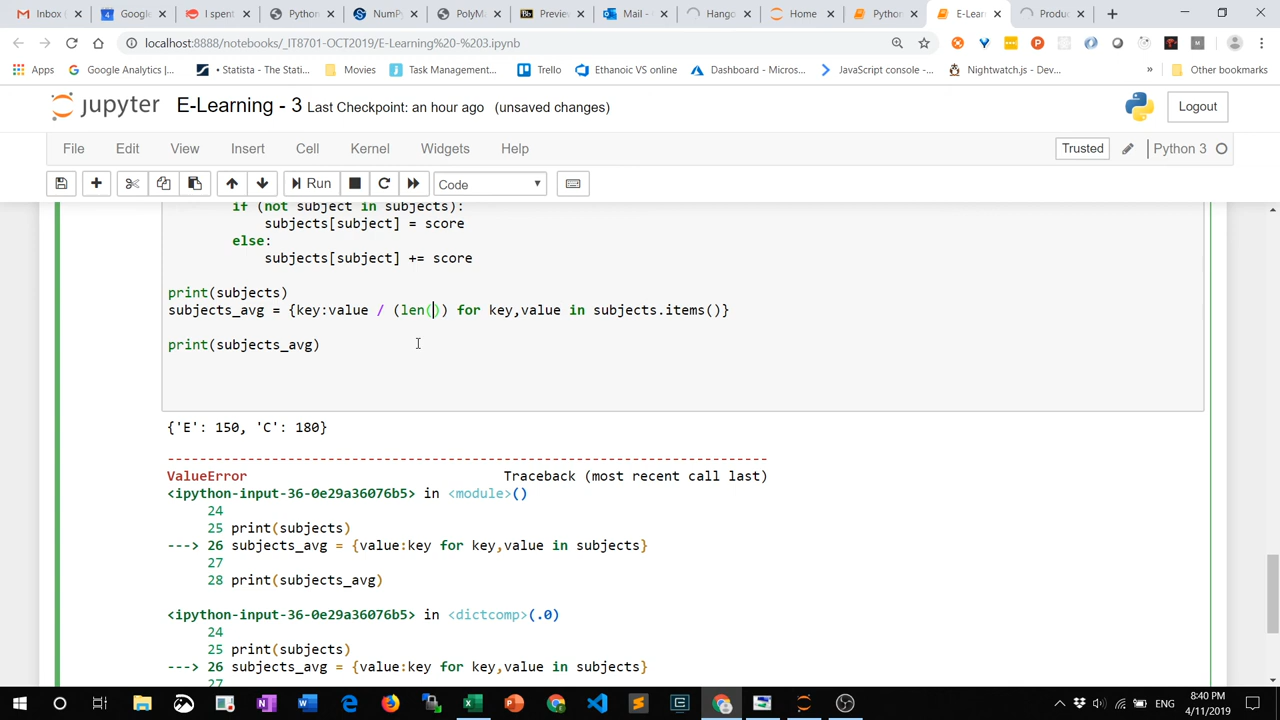 Inbox (
Google
I spent
Python
NumPy
PolyMa
Preview
Mail -
Hango
Home
Python
E-Lear
Produc
localhost:8888/notebooks/_IT8701-OCT2019/E-Learning%20-%203.ipynb
Apps
Google Analytics |...
• Statista - The Stati...
Movies
Task Management...
Trello
Ethanoic VS online
Dashboard - Micros...
JavaScript console -...
Nightwatch.js - Dev...
»
Other bookmarks
jupyter E-Learning - 3 Last Checkpoint: an hour ago (unsaved changes)
Logout
File Edit View Insert Cell Kernel Widgets Help
Trusted
Python 3
Run
Code
if (not subject in subjects):
subjects[subject] = score
else:
subjects[subject] += score
print(subjects)
subjects_avg = {key:value / (len()) for key,value in subjects.items()}
print(subjects_avg)
{'E': 150, 'C': 180}
---------------------------------------------------------------------------
ValueError Traceback (most recent call last)
<ipython-input-36-0e29a36076b5> in <module>()
24
25 print(subjects)
---> 26 subjects_avg = {value:key for key,value in subjects}
27
28 print(subjects_avg)
<ipython-input-36-0e29a36076b5> in <dictcomp>(.0)
24
25 print(subjects)
---> 26 subjects_avg = {value:key for key,value in subjects}
27
ENG
8:40 PM
4/11/2019